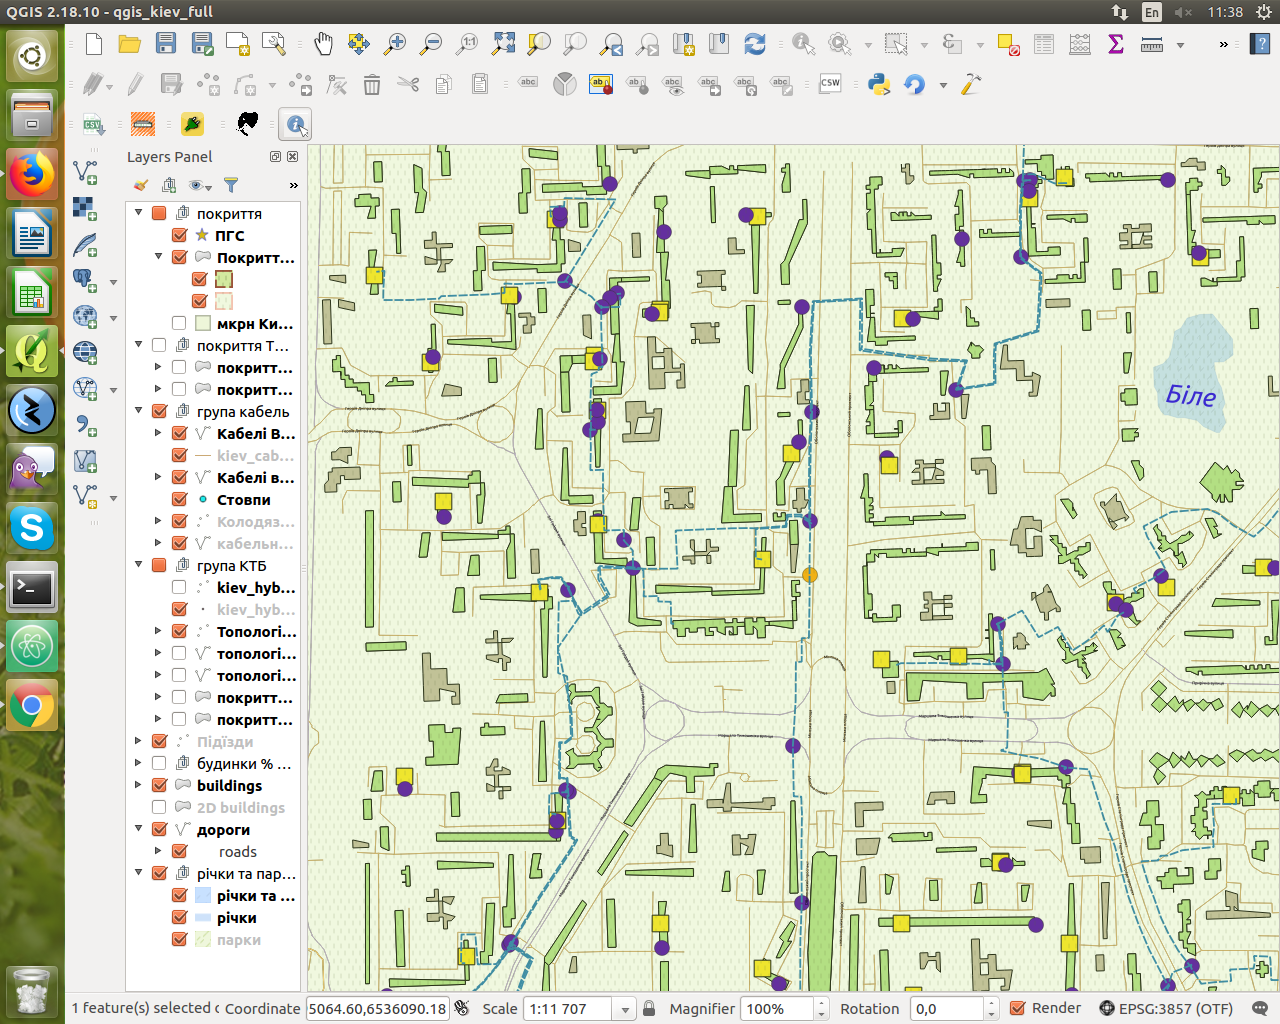 QGIS 2.18.10 - qgis_kiev_full
En
11:38
Layers Panel
»
покриття
ПГС
Покритт...
мкрн Ки...
покриття Т...
покритт...
покритт...
група кабель
Кабелі В...
kiev_cab...
Кабелі в...
Стовпи
Колодяз...
кабельн...
група КТБ
kiev_hyb...
kiev_hyb...
Топологі...
топологі...
топологі...
покритт...
покритт...
Підїзди
будинки % ...
buildings
2D buildings
дороги
roads
річки та пар...
річки та ...
річки
парки
Біле
1 feature(s) selected c
Coordinate
5064.60,6536090.18
Scale
1:11 707
Magnifier
100%
Rotation
0,0
Render
EPSG:3857 (OTF)